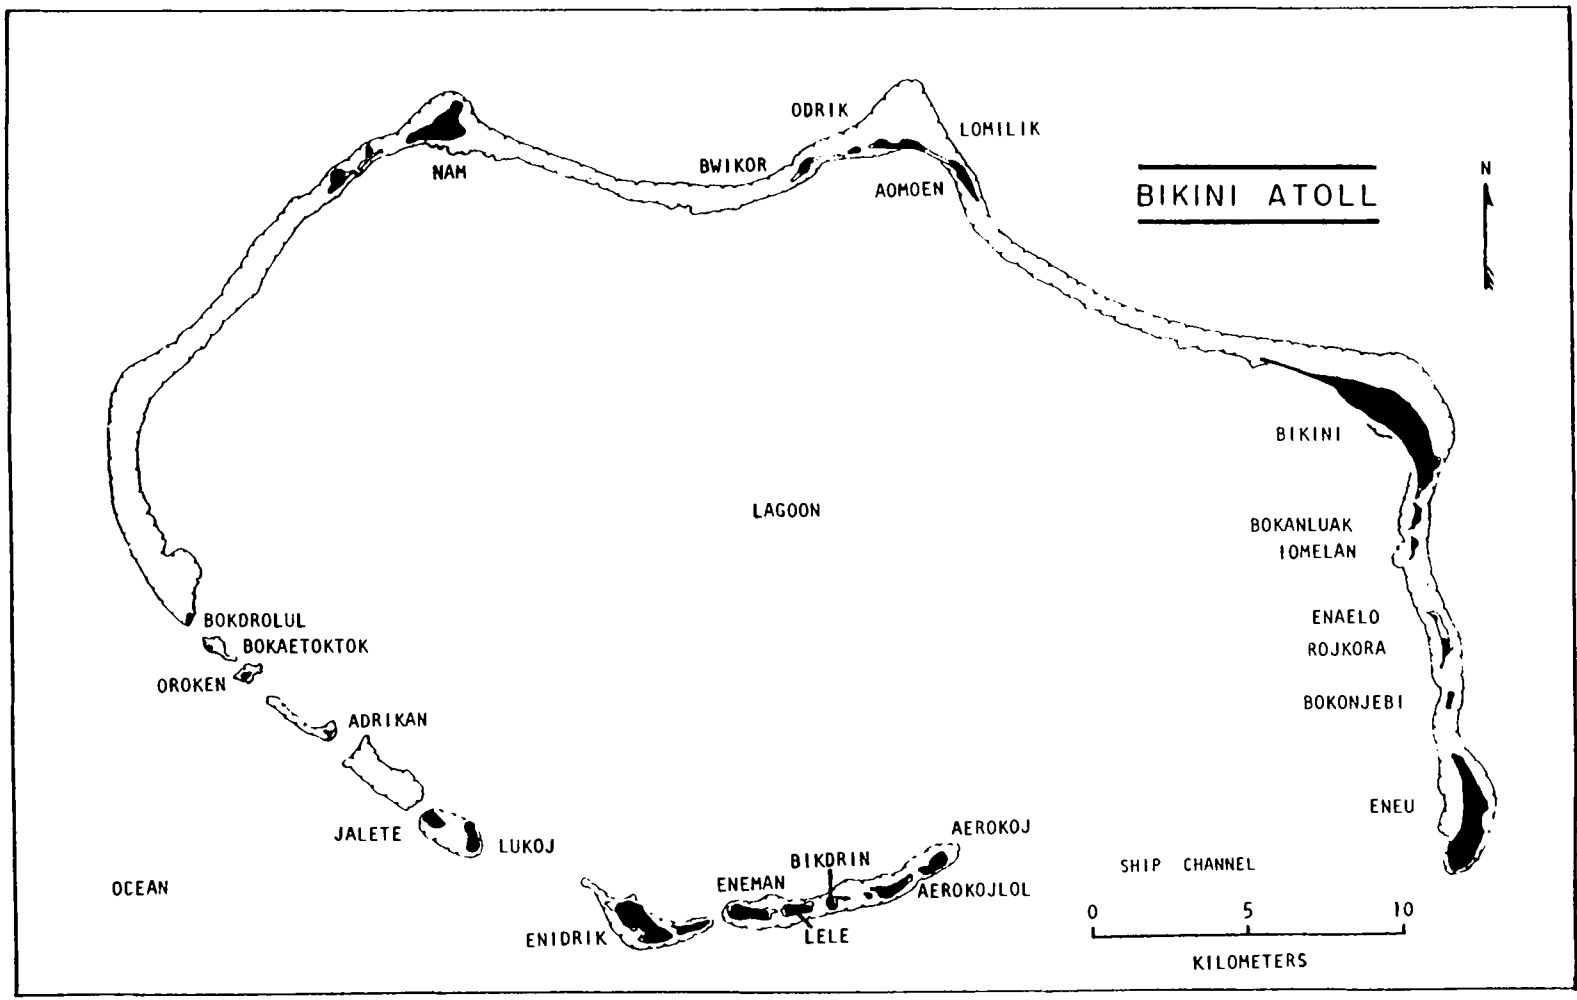 ODRIK
LOMILIK
BWIKOR
NAM
AOMOEN
BIKINI ATOLL
N
BIKINI
LAGOON
BOKANLUAK
IOMELAN
BOKDROLUL
ENAELO
BOKAETOKTOK
ROJKORA
OROKEN
BOKONJEBI
ADRIKAN
ENEU
JALETE
LUKOJ
AEROKOJ
BIKDRIN
SHIP CHANNEL
OCEAN
ENEMAN
AEROKOJLOL
ENIDRIK
LELE
0 5 10
KILOMETERS